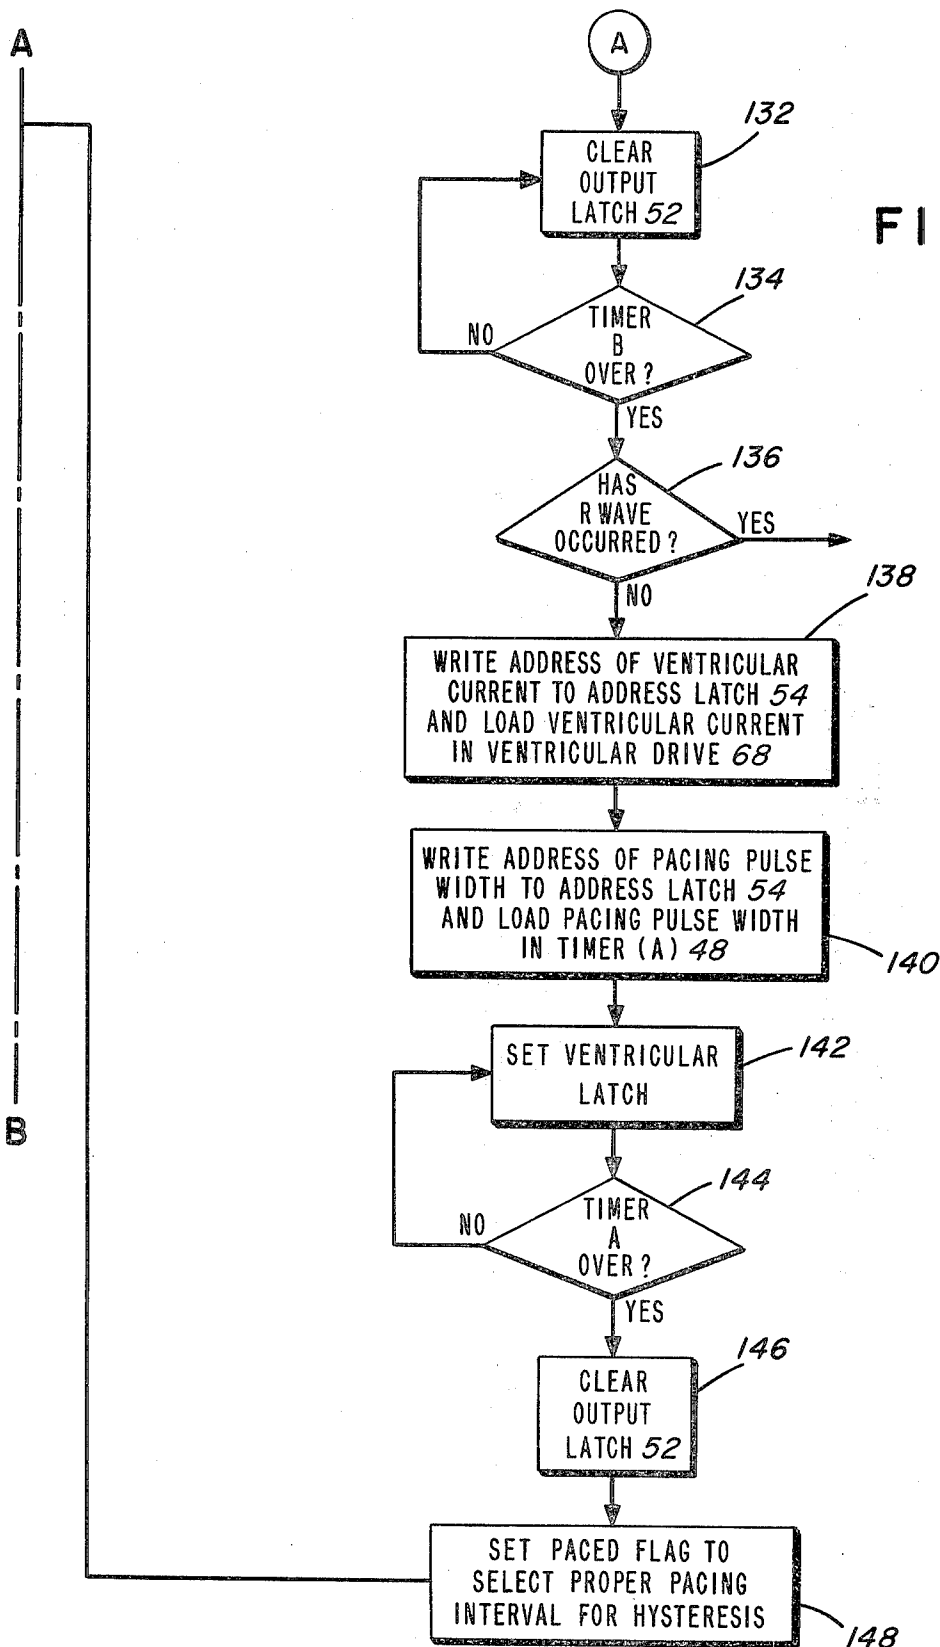 A
A
132
CLEAR
OUTPUT
LATCH 52
F I
134
TIMER
B
OVER?
NO
YES
136
HAS
R WAVE
OCCURRED?
YES
NO
138
WRITE ADDRESS OF VENTRICULAR
CURRENT TO ADDRESS LATCH 54
AND LOAD VENTRICULAR CURRENT
IN VENTRICULAR DRIVE 68
WRITE ADDRESS OF PACING PULSE
WIDTH TO ADDRESS LATCH 54
AND LOAD PACING PULSE WIDTH
IN TIMER (A) 48
140
SET VENTRICULAR
LATCH
142
B
144
TIMER
A
OVER?
NO
YES
146
CLEAR
OUTPUT
LATCH 52
SET PACED FLAG TO
SELECT PROPER PACING
INTERVAL FOR HYSTERESIS
148